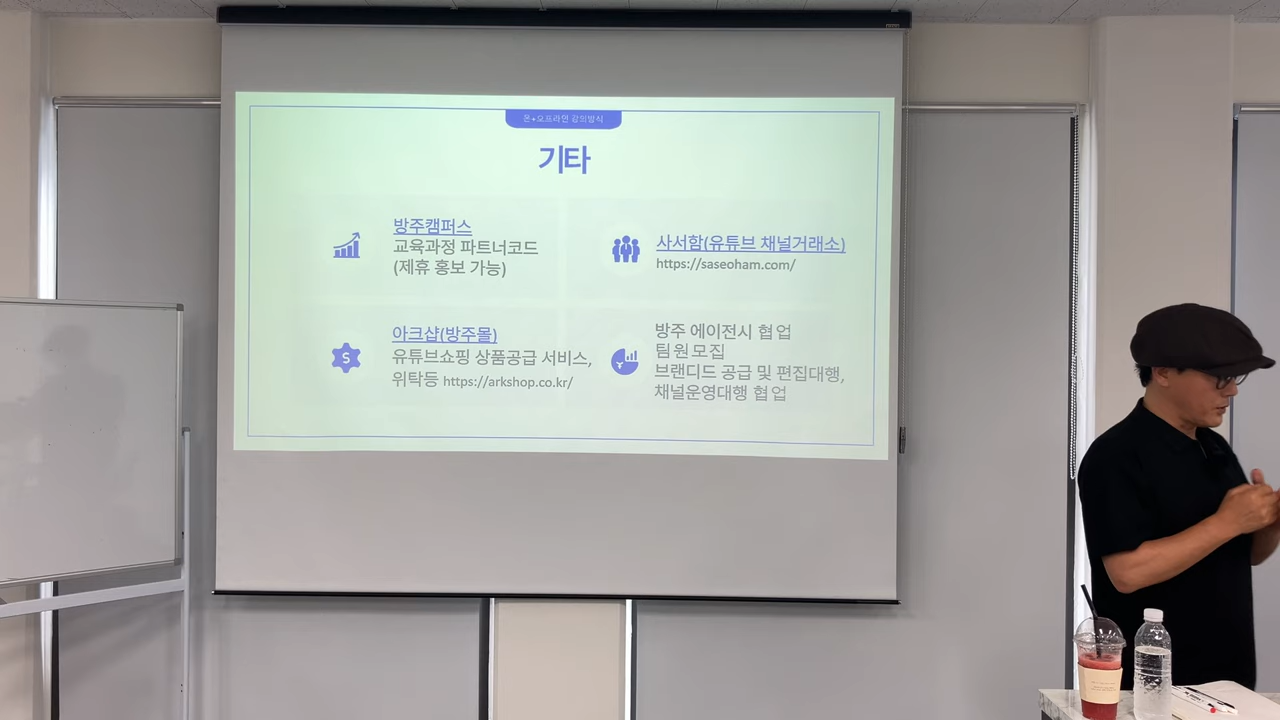 온+오프라인 강의방식
기타
방주캠퍼스
교육과정 파트너코드
(제휴 홍보 가능)
사서함(유튜브 채널거래소)
https://saseoham.com/
아크샵(방주몰)
유튜브쇼핑 상품공급 서비스,
위탁등 https://arkshop.co.kr/
방주 에이전시 협업
팀원모집
브랜디드 공급 및 편집대행,
채널운영대행 협업